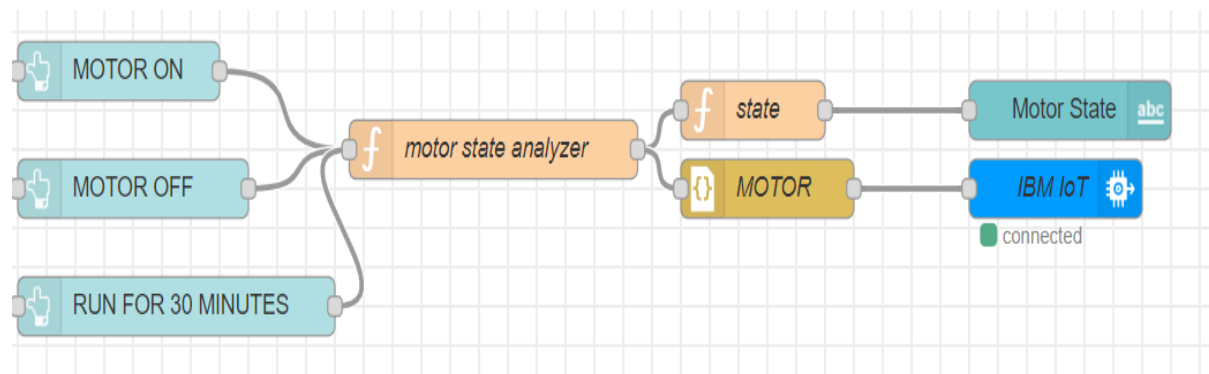 MOTOR ON
MOTOR OFF
RUN FOR 30 MINUTES
f
motor state analyzer
f
state
{}
MOTOR
Motor State
abc
IBM IoT
connected